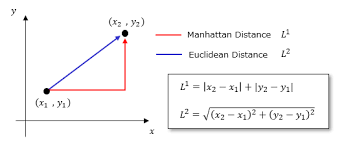 y
(x₂ , y₂)
Manhattan Distance L¹
Euclidean Distance L²
(x₁ , y₁)
x
L¹ = |x₂ − x₁| + |y₂ − y₁|
L² = √((x₂ − x₁)² + (y₂ − y₁)²)